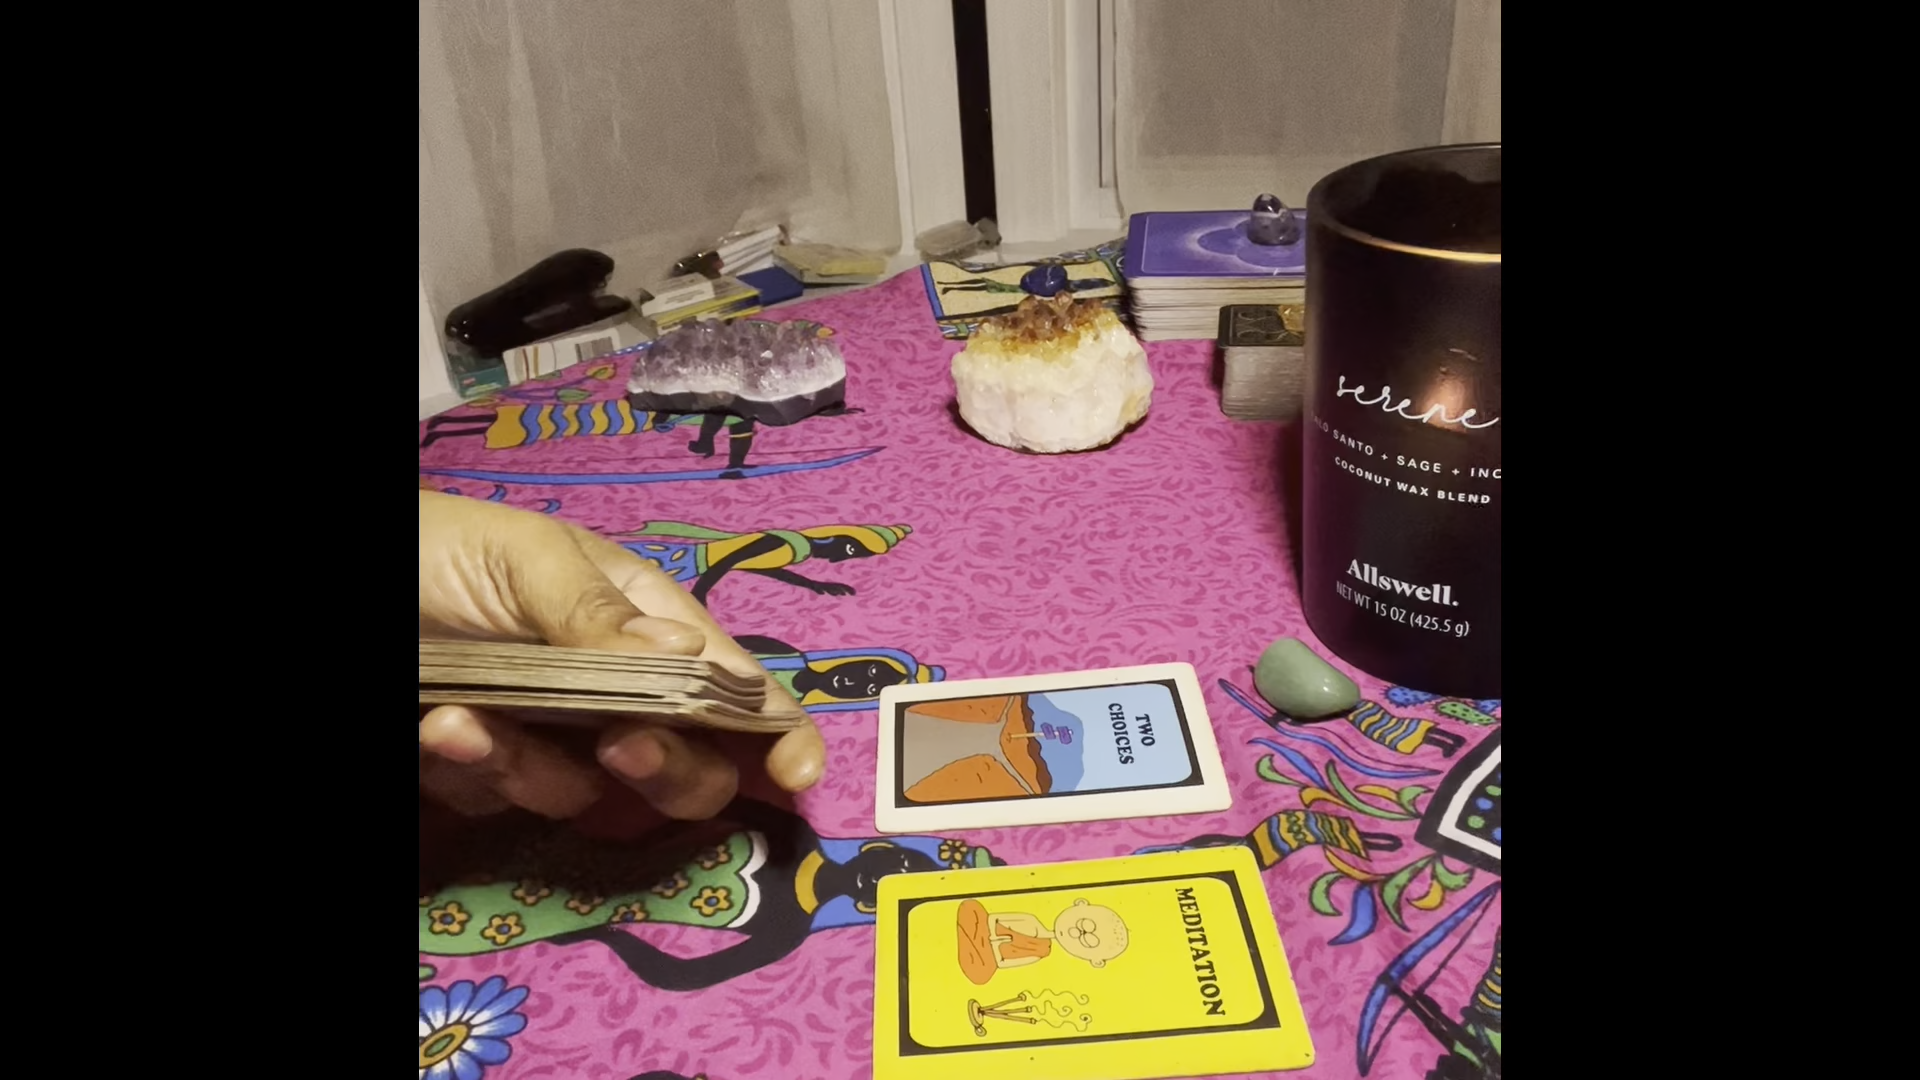 serene
SANTO + SAGE + INC
COCONUT WAX BLEND
Allswell.
NET WT 15 OZ (425.5 g)
TWO
CHOICES
MEDITATION